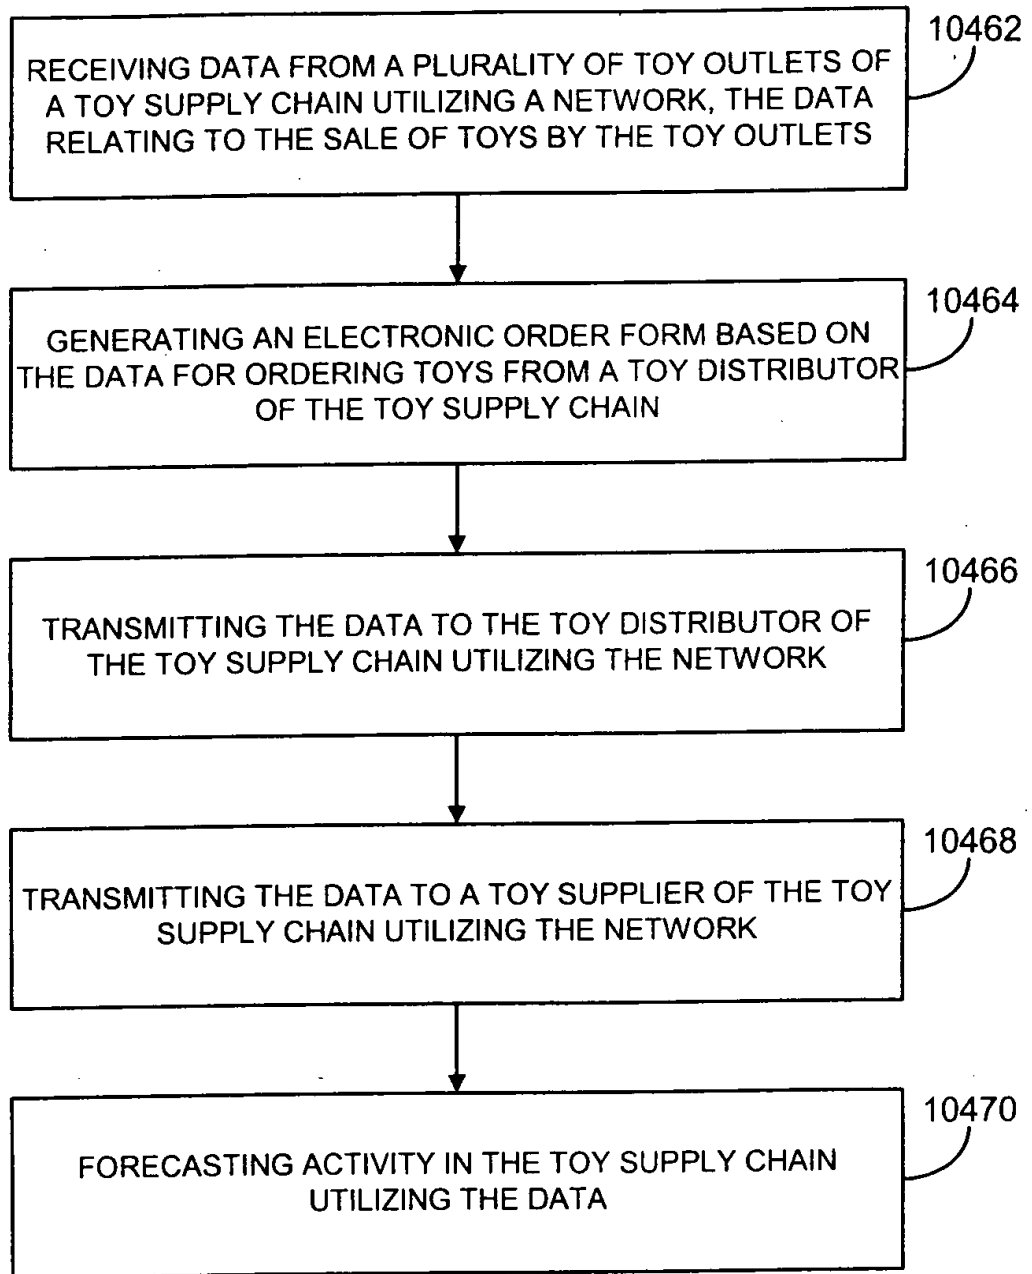 10462
RECEIVING DATA FROM A PLURALITY OF TOY OUTLETS OF
A TOY SUPPLY CHAIN UTILIZING A NETWORK, THE DATA
RELATING TO THE SALE OF TOYS BY THE TOY OUTLETS
10464
GENERATING AN ELECTRONIC ORDER FORM BASED ON
THE DATA FOR ORDERING TOYS FROM A TOY DISTRIBUTOR
OF THE TOY SUPPLY CHAIN
10466
TRANSMITTING THE DATA TO THE TOY DISTRIBUTOR OF
THE TOY SUPPLY CHAIN UTILIZING THE NETWORK
10468
TRANSMITTING THE DATA TO A TOY SUPPLIER OF THE TOY
SUPPLY CHAIN UTILIZING THE NETWORK
10470
FORECASTING ACTIVITY IN THE TOY SUPPLY CHAIN
UTILIZING THE DATA